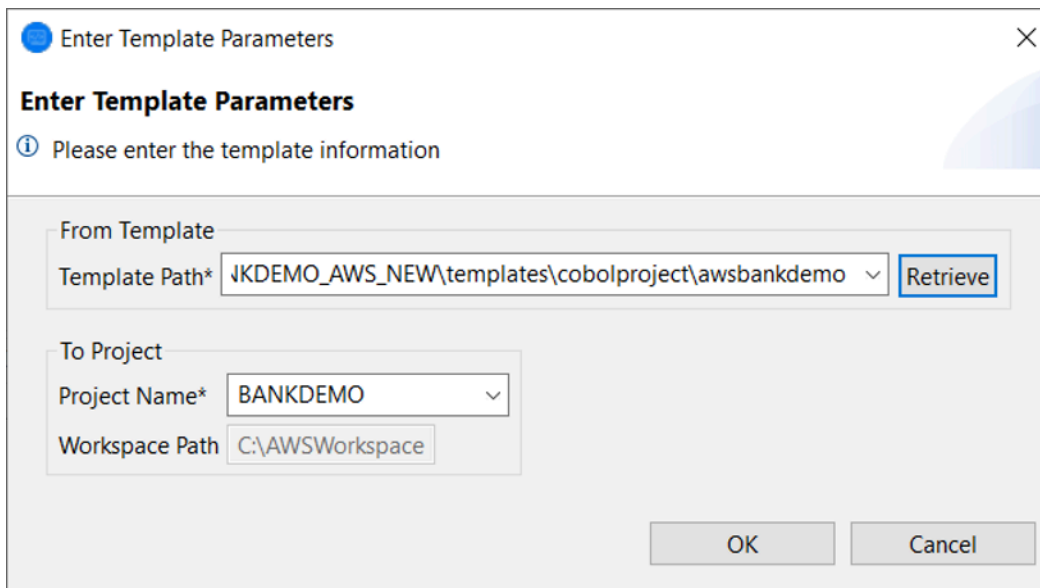 Enter Template Parameters
Enter Template Parameters
Please enter the template information
From Template
Template Path* NKDEMO_AWS_NEW\templates\cobolproject\awsbankdemo Retrieve
To Project
Project Name* BANKDEMO
Workspace Path C:\AWSWorkspace
OK Cancel